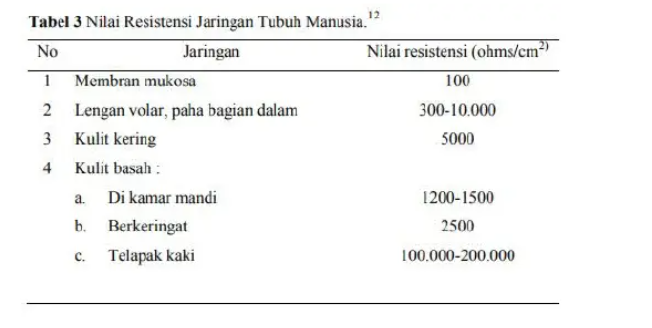 Tabel 3 Nilai Resistensi Jaringan Tubuh Manusia.12
No Jaringan Nilai resistensi (ohms/cm2)
1 Membran mukosa 100
2 Lengan volar, paha bagian dalam 300-10.000
3 Kulit kering 5000
4 Kulit basah :
a. Di kamar mandi 1200-1500
b. Berkeringat 2500
c. Telapak kaki 100.000-200.000